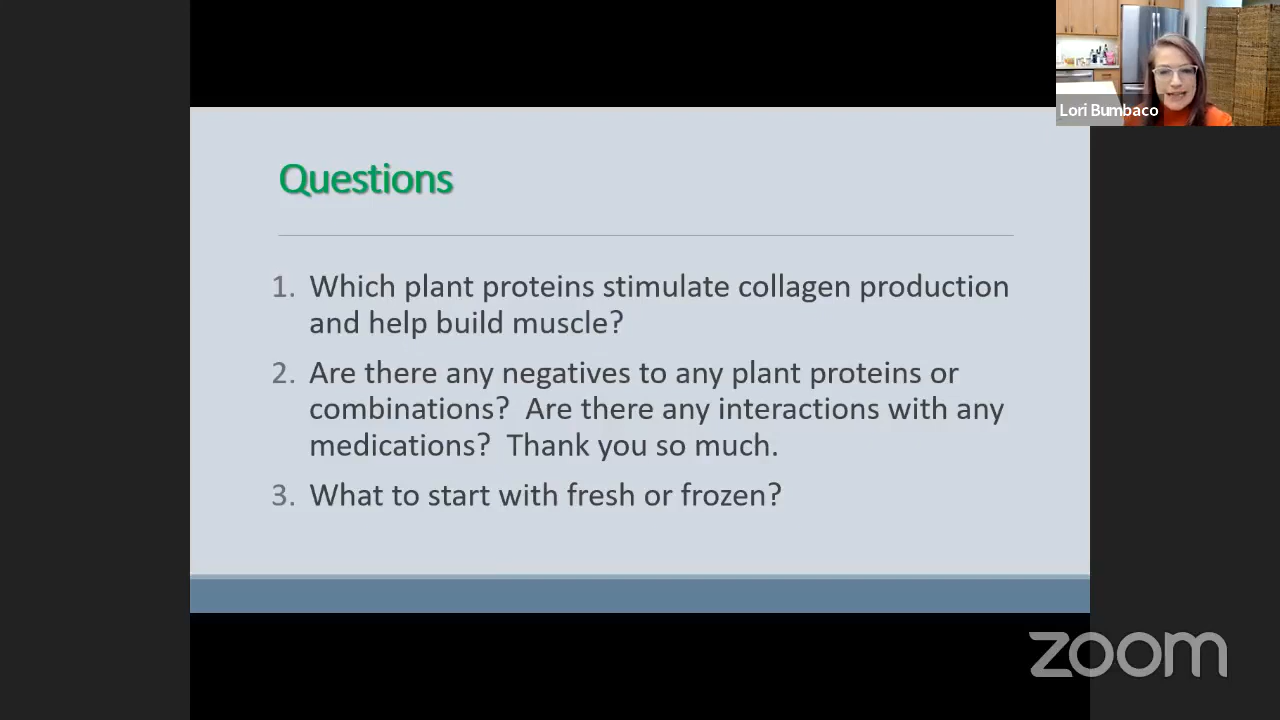 Lori Bumbaco
Questions
1. Which plant proteins stimulate collagen production
and help build muscle?
2. Are there any negatives to any plant proteins or
combinations?  Are there any interactions with any
medications?  Thank you so much.
3. What to start with fresh or frozen?
zoom